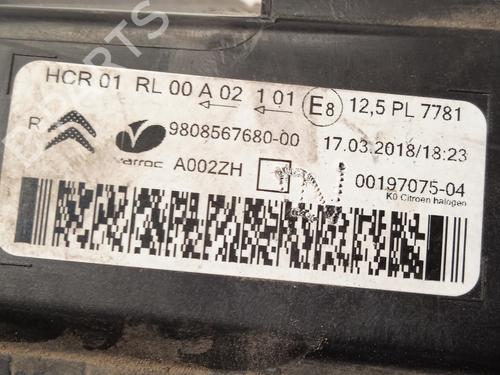 HCR 01 RL 00 A 02 1 01 E8 12,5 PL 7781
R 9808567680-00 17.03.2018/18:23
varroc A002ZH 00197075-04
K0 Citroen halogen